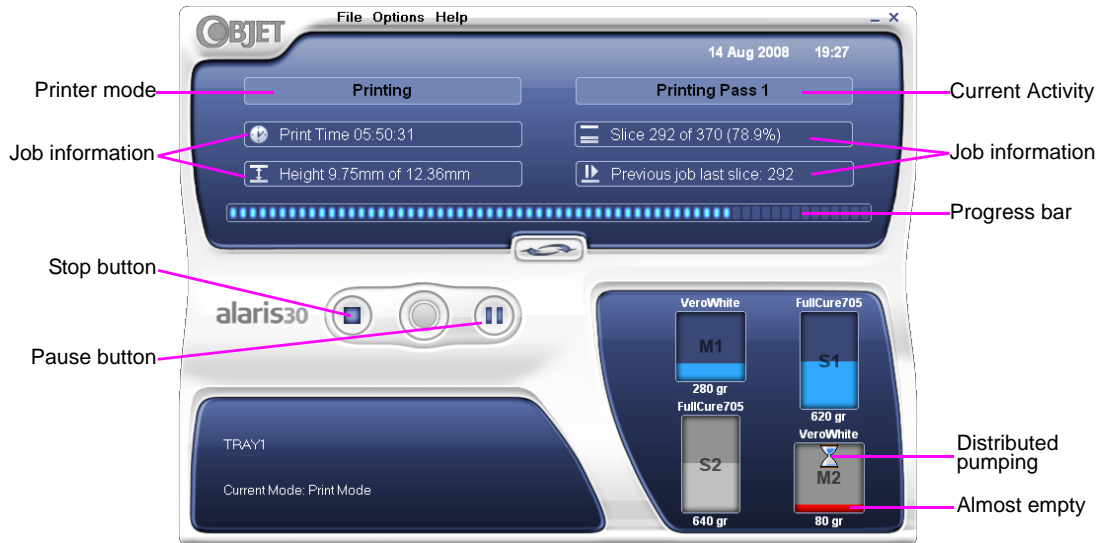 OBJET
File Options Help
14 Aug 2008 19:27
Printer mode
Printing
Printing Pass 1
Current Activity
Job information
Print Time 05:50:31
Slice 292 of 370 (78.9%)
Job information
Height 9.75mm of 12.36mm
Previous job last slice: 292
Progress bar
Stop button
alaris30
Pause button
VeroWhite
M1
280 gr
FullCure705
S1
620 gr
FullCure705
S2
640 gr
VeroWhite
M2
80 gr
Distributed
pumping
Almost empty
TRAY1
Current Mode: Print Mode